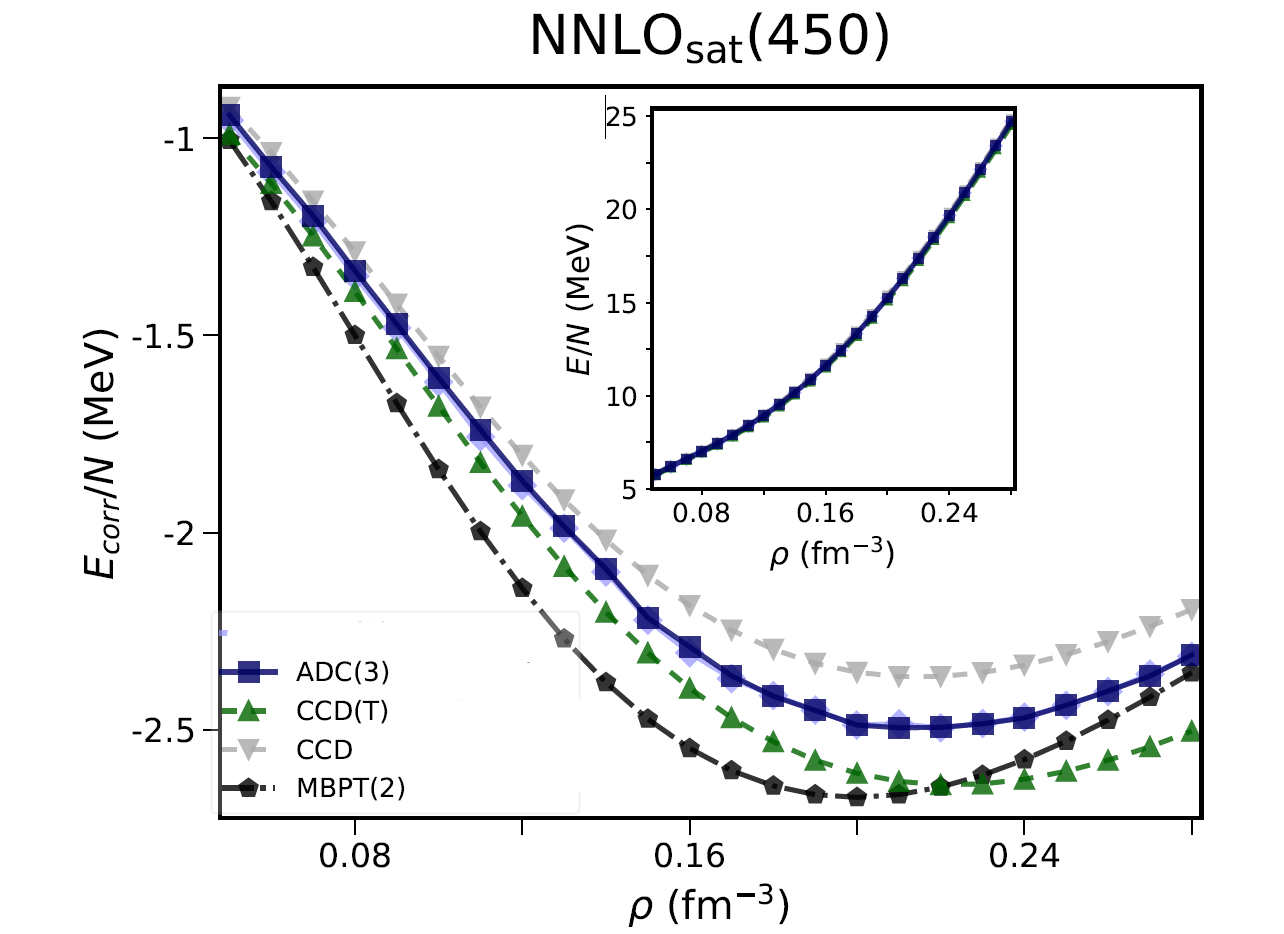 NNLOsat(450)
-1
-1.5
-2
-2.5
Ecorr/N (MeV)
25
20
15
10
5
E/N (MeV)
0.08 0.16 0.24
ρ (fm⁻³)
ADC(3)
CCD(T)
CCD
MBPT(2)
0.08 0.16 0.24
ρ (fm⁻³)